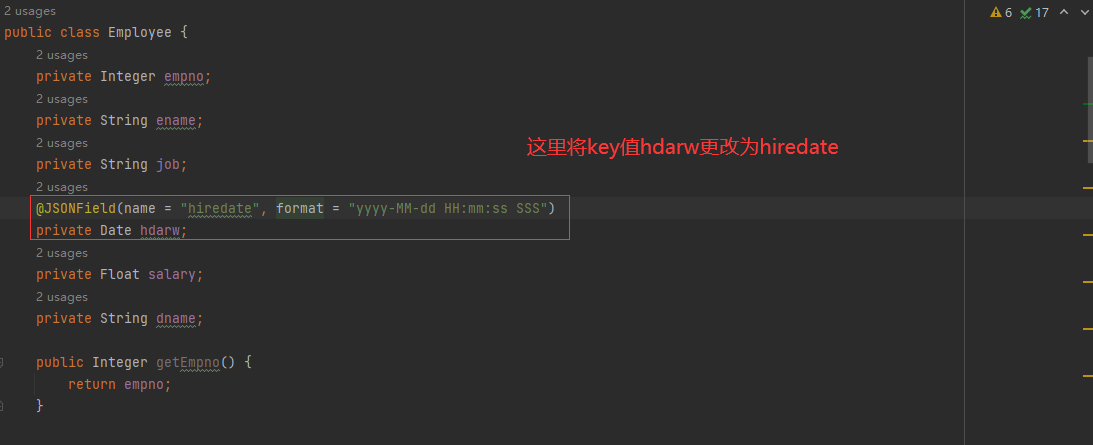 2 usages
6 17
public class Employee {
2 usages
private Integer empno;
2 usages
private String ename;
2 usages
这里将key值hdarw更改为hiredate
private String job;
2 usages
@JSONField(name = "hiredate", format = "yyyy-MM-dd HH:mm:ss SSS")
private Date hdarw;
2 usages
private Float salary;
2 usages
private String dname;
public Integer getEmpno() {
return empno;
}